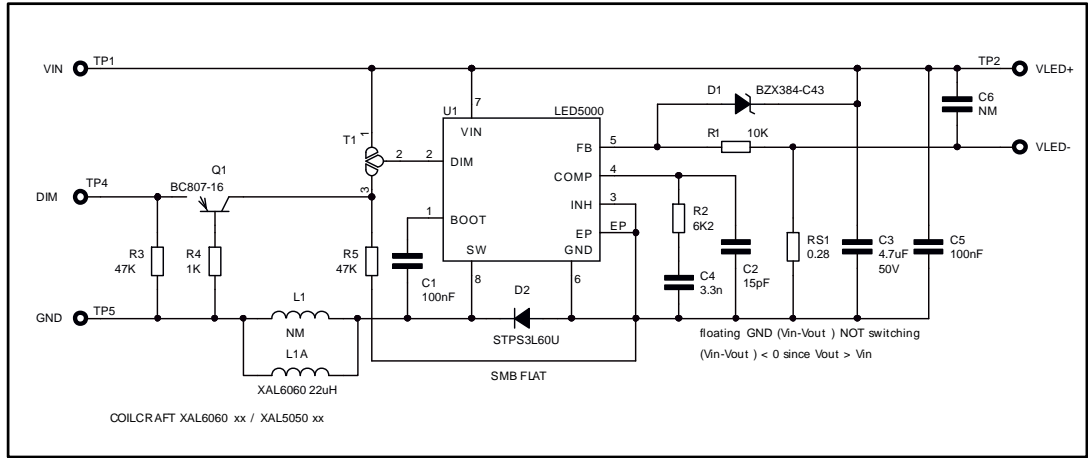 VIN
TP1
TP2
VLED+
D1
BZX384-C43
C6
NM
U1
LED5000
7
VIN
T1
1
2
3
2
DIM
FB
5
R1
10K
VLED-
Q1
BC807-16
DIM
TP4
COMP
4
INH
3
EP
EP
GND
1
BOOT
SW
R2
6K2
R3
47K
R4
1K
R5
47K
C1
100nF
8
6
C4
3.3n
C2
15pF
RS1
0.28
C3
4.7uF
50V
C5
100nF
GND
TP5
L1
NM
L1A
XAL6060 22uH
D2
STPS3L60U
SMB FLAT
floating GND (Vin-Vout ) NOT switching
(Vin-Vout ) < 0 since Vout > Vin
COILCRAFT XAL6060 xx / XAL5050 xx